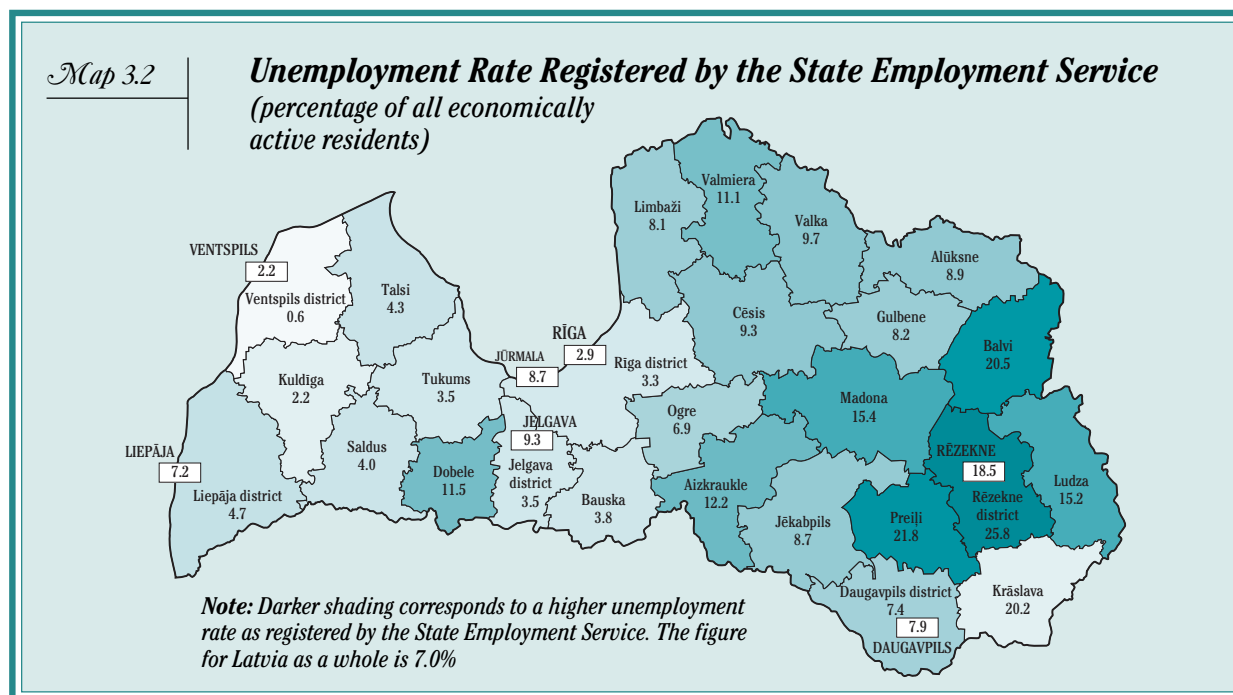 Map 3.2
Unemployment Rate Registered by the State Employment Service
(percentage of all economically
active residents)
Valmiera
11.1
Limbaži
8.1
Valka
9.7
Alūksne
8.9
VENTSPILS
2.2
Ventspils district
0.6
Talsi
4.3
Cēsis
9.3
Gulbene
8.2
RĪGA
2.9
JŪRMALA
8.7
Rīga district
3.3
Balvi
20.5
Kuldīga
2.2
Tukums
3.5
Madona
15.4
Ogre
6.9
JELGAVA
9.3
LIEPĀJA
7.2
Saldus
4.0
Dobele
11.5
Jelgava
district
3.5
RĒZEKNE
18.5
Ludza
15.2
Liepāja district
4.7
Bauska
3.8
Aizkraukle
12.2
Jēkabpils
8.7
Preiļi
21.8
Rēzekne
district
25.8
Daugavpils district
7.4
7.9
DAUGAVPILS
Krāslava
20.2
Note: Darker shading corresponds to a higher unemployment
rate as registered by the State Employment Service. The figure
for Latvia as a whole is 7.0%